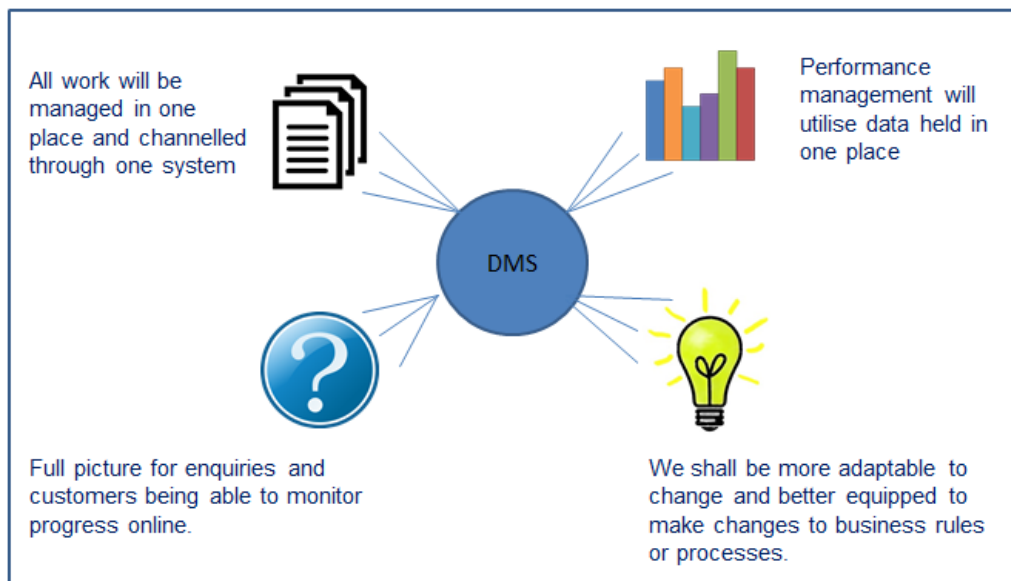 All work will be
managed in one
place and channelled
through one system
Performance
management will
utilise data held in
one place
DMS
?
Full picture for enquiries and
customers being able to monitor
progress online.
We shall be more adaptable to
change and better equipped to
make changes to business rules
or processes.